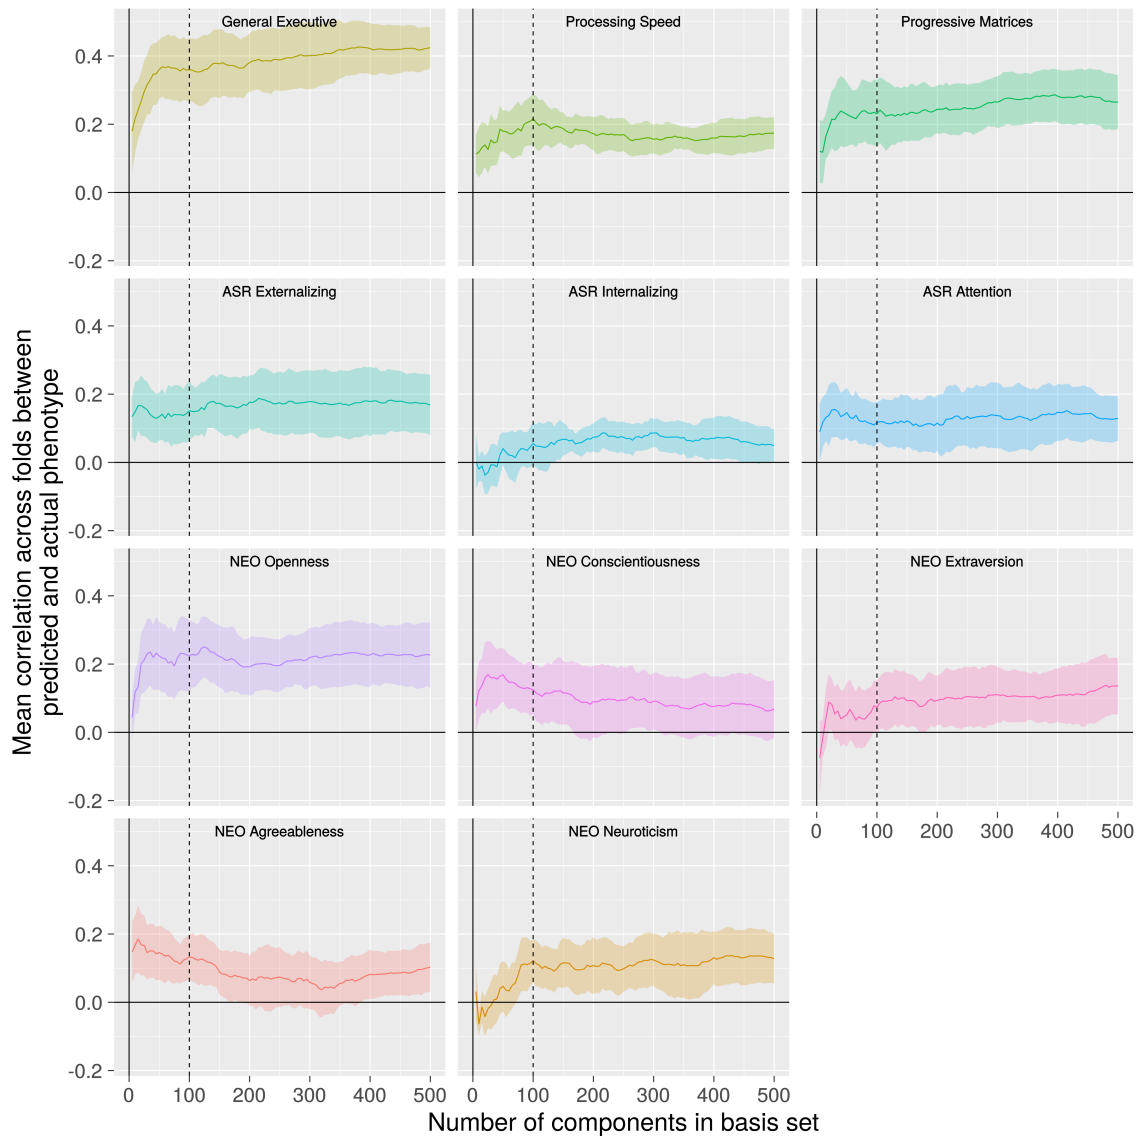 General Executive
Processing Speed
Progressive Matrices
0.4
0.2
0.0
-0.2
ASR Externalizing
ASR Internalizing
ASR Attention
0.4
0.2
0.0
-0.2
NEO Openness
NEO Conscientiousness
NEO Extraversion
0.4
0.2
0.0
-0.2
0 100 200 300 400 500
NEO Agreeableness
NEO Neuroticism
0.4
0.2
0.0
-0.2
0 100 200 300 400 500
0 100 200 300 400 500
Mean correlation across folds between
predicted and actual phenotype
Number of components in basis set